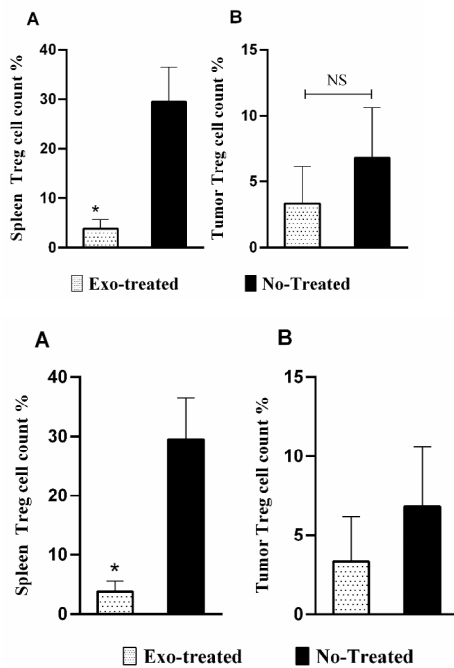 A
B
Spleen Treg cell count %
40
30
20
10
0
*
Tumor Treg cell count %
15
10
5
0
NS
Exo-treated
No-Treated
A
B
Spleen Treg cell count %
40
30
20
10
0
*
Tumor Treg cell count %
15
10
5
0
Exo-treated
No-Treated